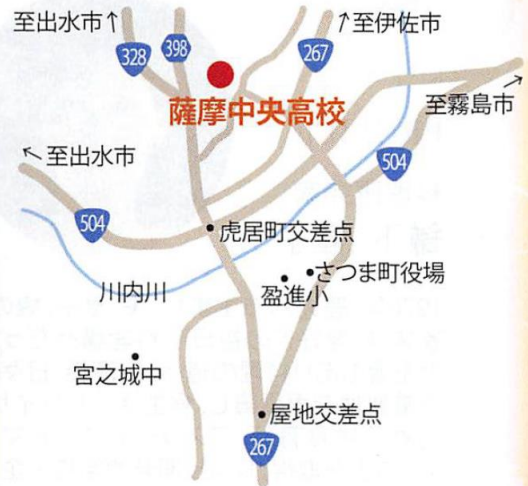 至出水市↑
328
398
267
↗至伊佐市
薩摩中央高校
至霧島市
↗
↖至出水市
504
504
虎居町交差点
さつま町役場
盈進小
川内川
宮之城中
屋地交差点
267